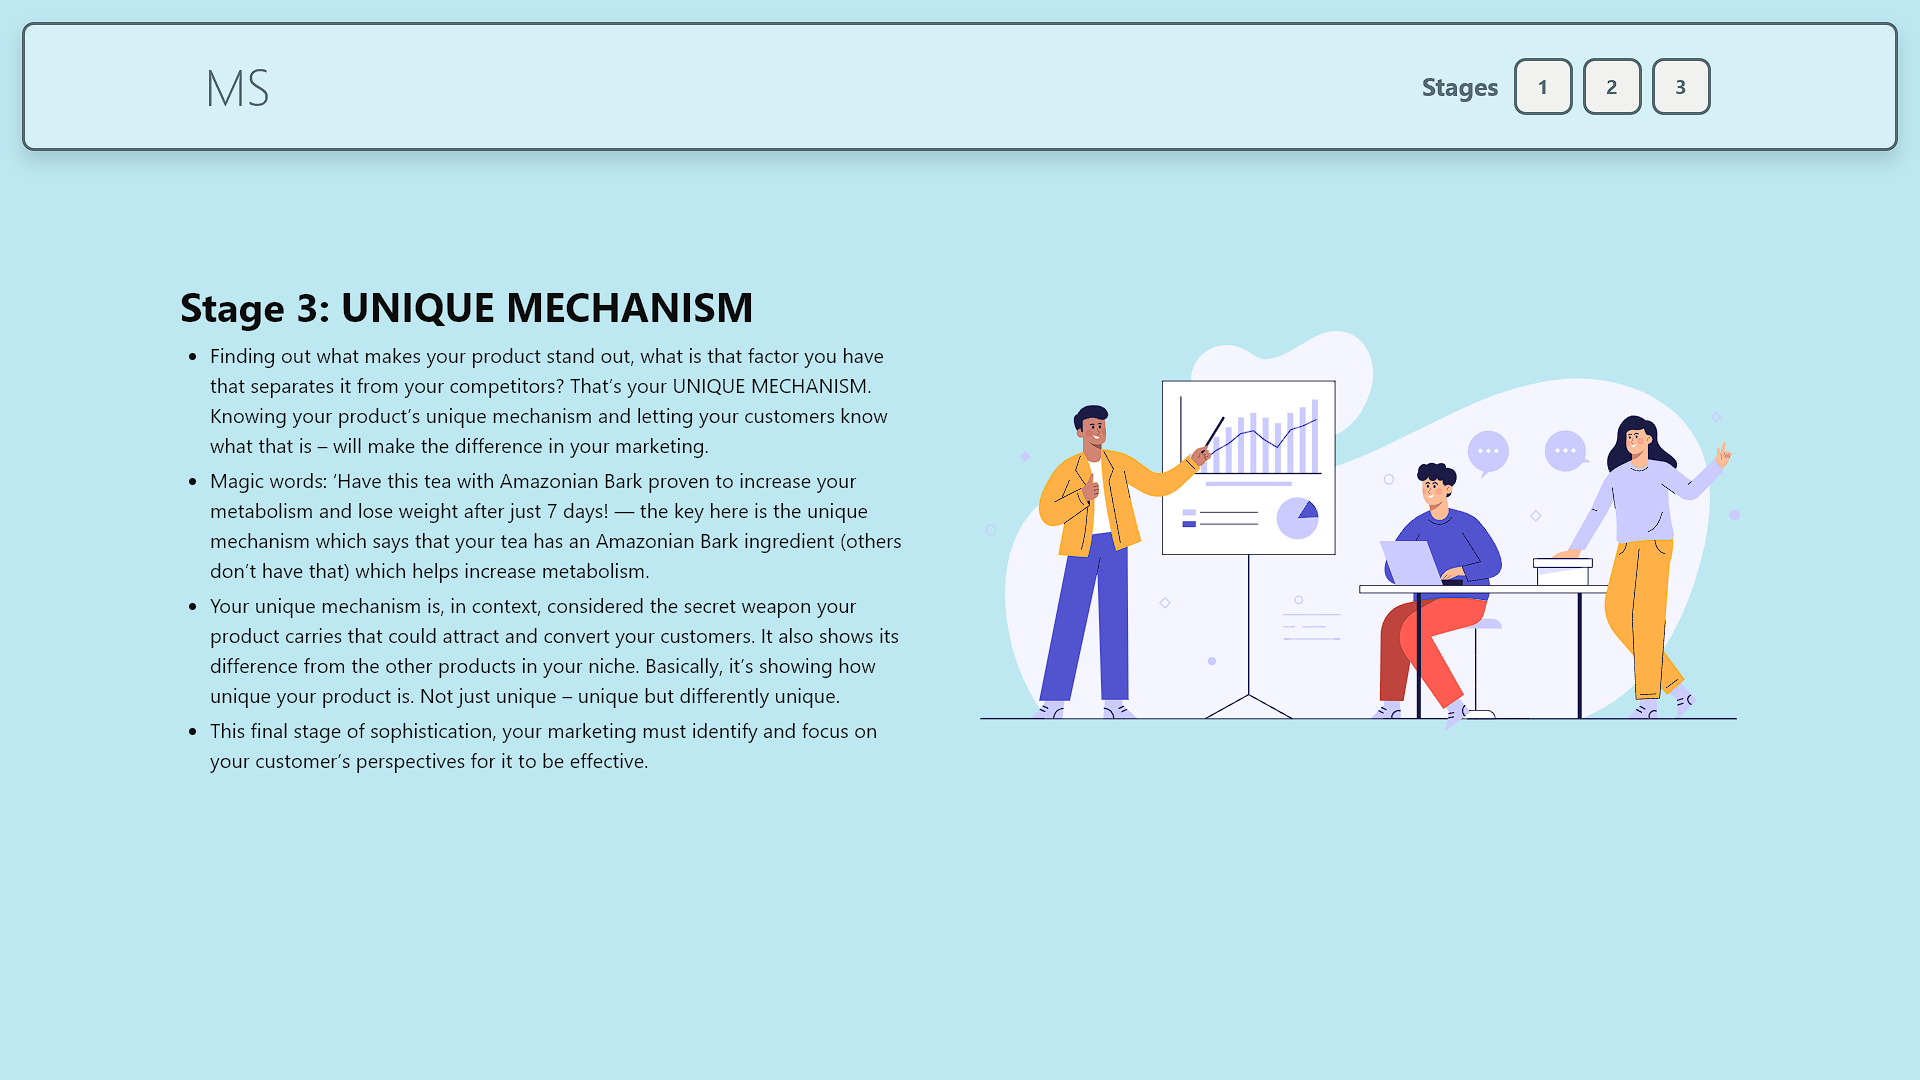 MS
Stages 1 2 3
Stage 3: UNIQUE MECHANISM
• Finding out what makes your product stand out, what is that factor you have
that separates it from your competitors? That’s your UNIQUE MECHANISM.
Knowing your product’s unique mechanism and letting your customers know
what that is – will make the difference in your marketing.
• Magic words: ‘Have this tea with Amazonian Bark proven to increase your
metabolism and lose weight after just 7 days! — the key here is the unique
mechanism which says that your tea has an Amazonian Bark ingredient (others
don’t have that) which helps increase metabolism.
• Your unique mechanism is, in context, considered the secret weapon your
product carries that could attract and convert your customers. It also shows its
difference from the other products in your niche. Basically, it’s showing how
unique your product is. Not just unique – unique but differently unique.
• This final stage of sophistication, your marketing must identify and focus on
your customer’s perspectives for it to be effective.